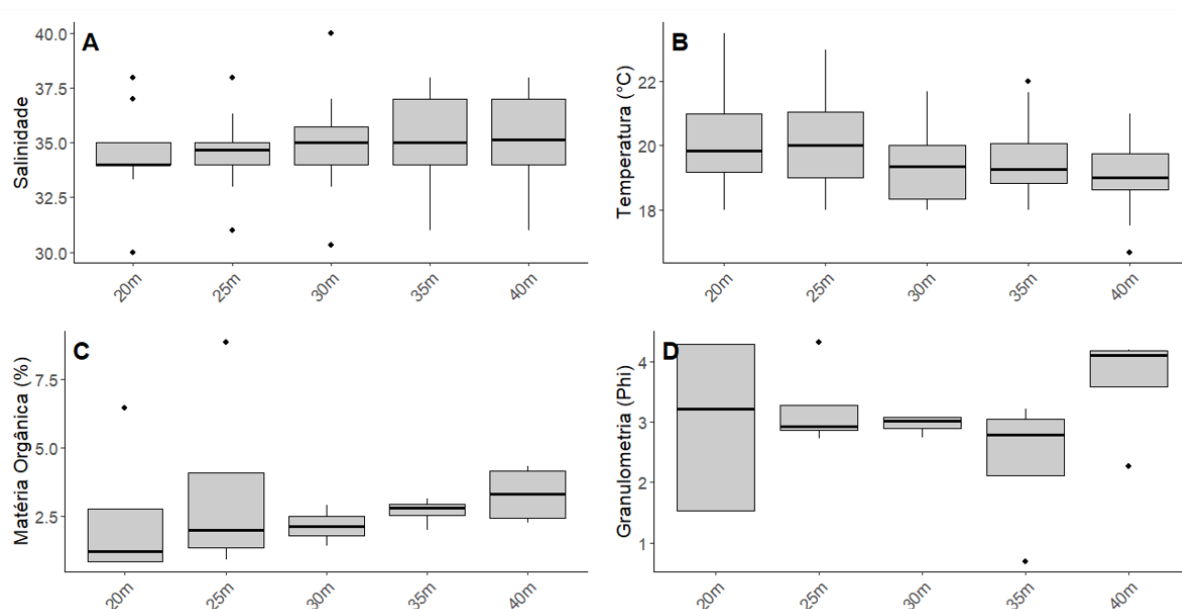 A
Salinidade
40.0
37.5
35.0
32.5
30.0
20m
25m
30m
35m
40m
B
Temperatura (°C)
22
20
18
20m
25m
30m
35m
40m
C
Matéria Orgânica (%)
7.5
5.0
2.5
20m
25m
30m
35m
40m
D
Granulometria (Phi)
4
3
2
1
20m
25m
30m
35m
40m